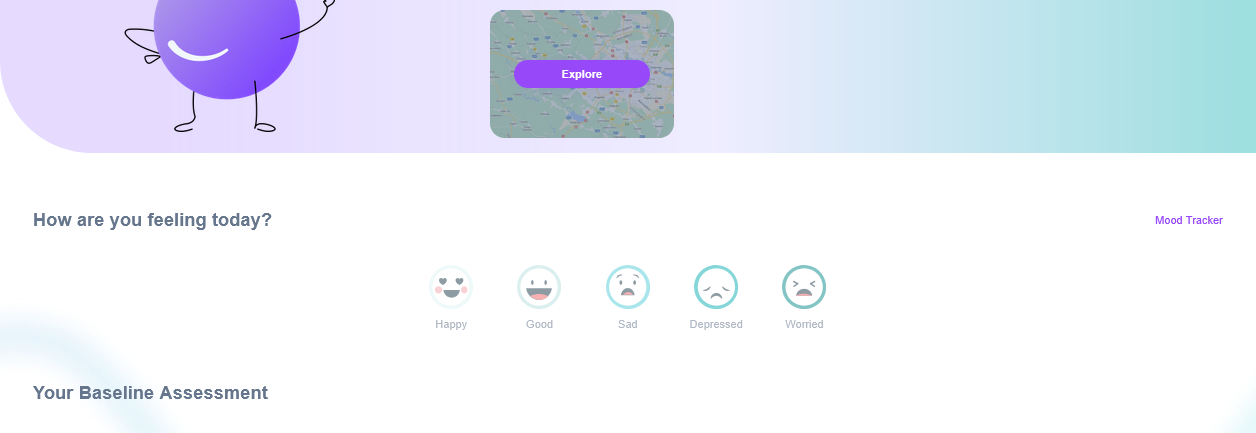 Explore
How are you feeling today?
Mood Tracker
Happy
Good
Sad
Depressed
Worried
Your Baseline Assessment